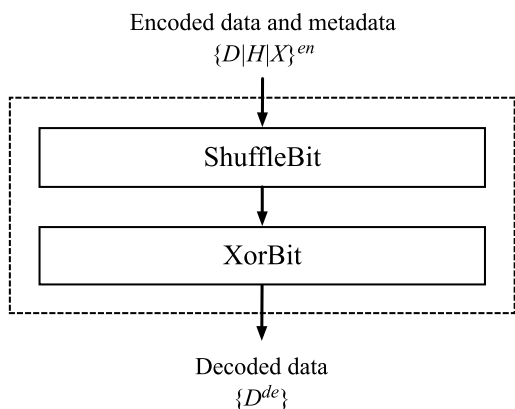 Encoded data and metadata
{D|H|X}^{en}
ShuffleBit
XorBit
Decoded data
{D^{de}}